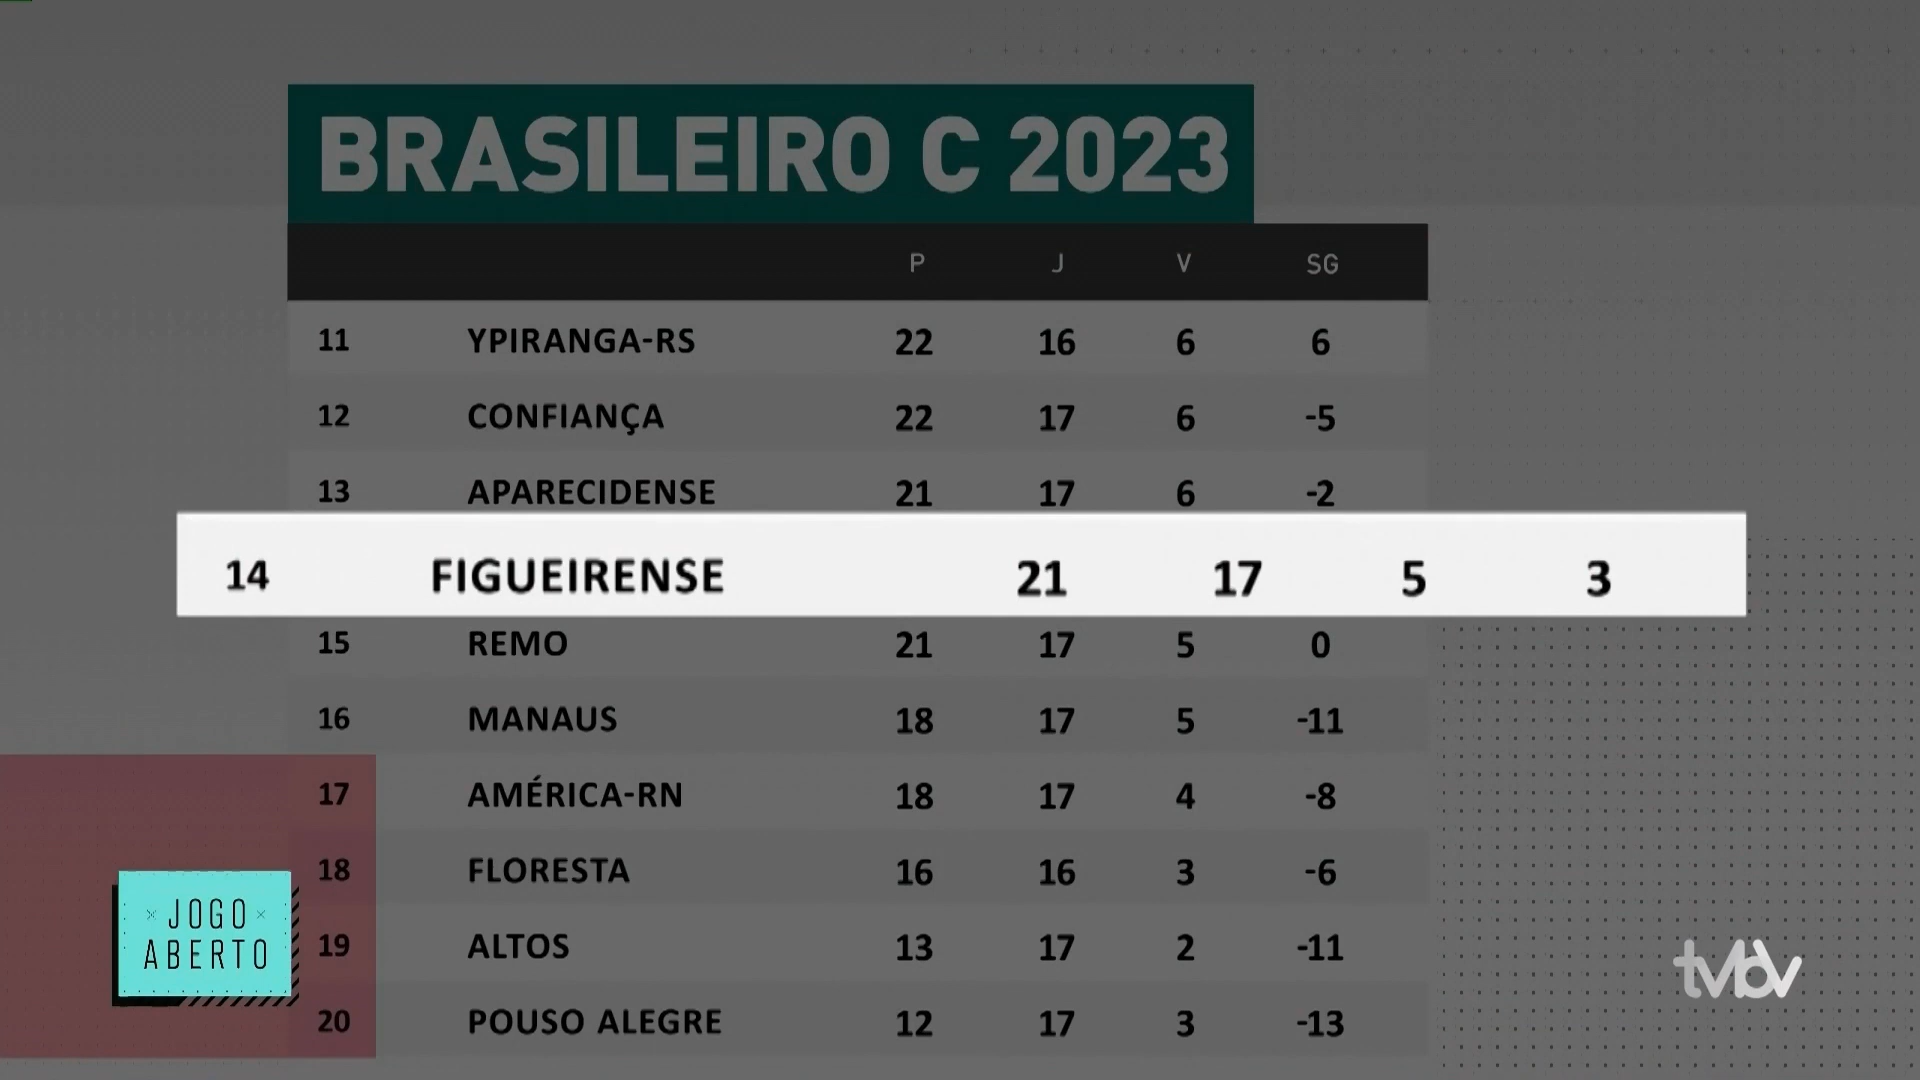 BRASILEIRO C 2023
P J V SG
11 YPIRANGA-RS 22 16 6 6
12 CONFIANÇA 22 17 6 -5
13 APARECIDENSE 21 17 6 -2
14 FIGUEIRENSE 21 17 5 3
15 REMO 21 17 5 0
16 MANAUS 18 17 5 -11
17 AMÉRICA-RN 18 17 4 -8
18 FLORESTA 16 16 3 -6
19 ALTOS 13 17 2 -11
20 POUSO ALEGRE 12 17 3 -13
JOGO
ABERTO
tvbv